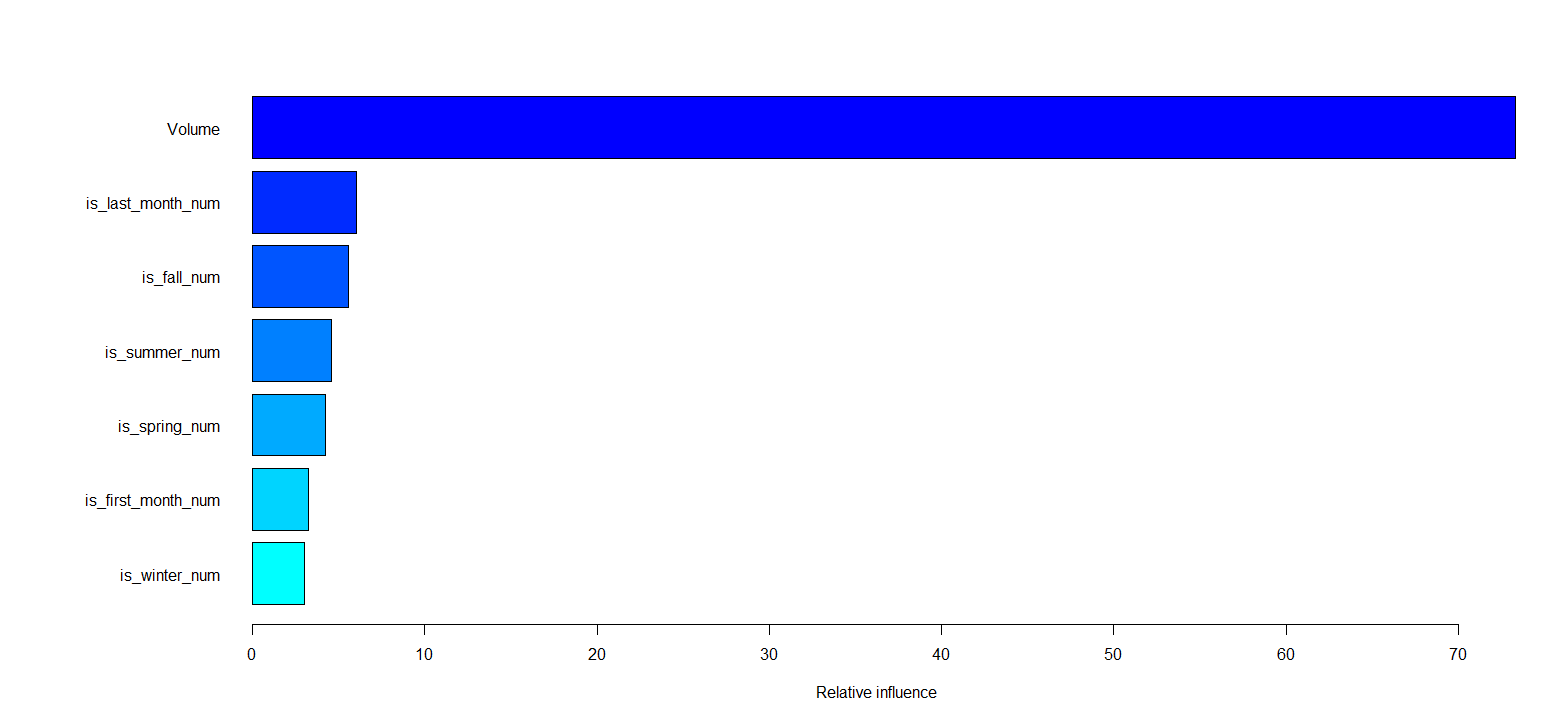 Volume
is_last_month_num
is_fall_num
is_summer_num
is_spring_num
is_first_month_num
is_winter_num
0 10 20 30 40 50 60 70
Relative influence